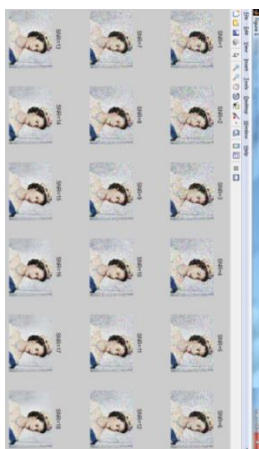 Figure 1
File Edit View Insert Tools Desktop Window Help
SNR=1 SNR=2 SNR=3 SNR=4 SNR=5 SNR=6
SNR=7 SNR=8 SNR=9 SNR=10 SNR=11 SNR=12
SNR=13 SNR=14 SNR=15 SNR=16 SNR=17 SNR=18